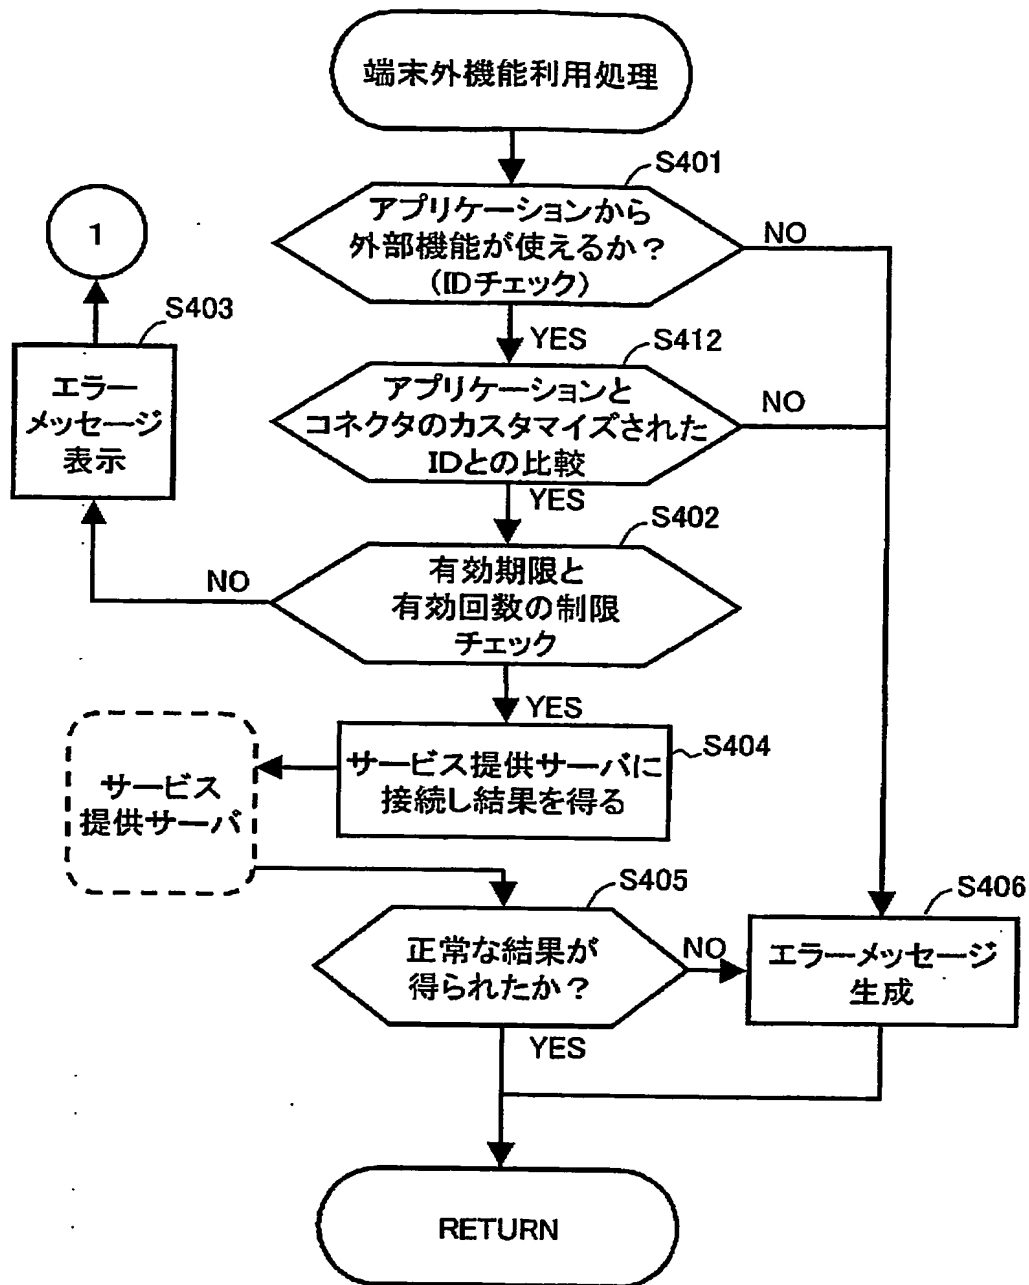 端末外機能利用処理
S401
アプリケーションから
外部機能が使えるか？
（IDチェック）
NO
YES
1
S403
エラー
メッセージ
表示
S412
アプリケーションと
コネクタのカスタマイズされた
IDとの比較
NO
YES
S402
有効期限と
有効回数の制限
チェック
NO
YES
S404
サービス提供サーバに
接続し結果を得る
サービス
提供サーバ
S405
正常な結果が
得られたか？
NO
YES
S406
エラーメッセージ
生成
RETURN